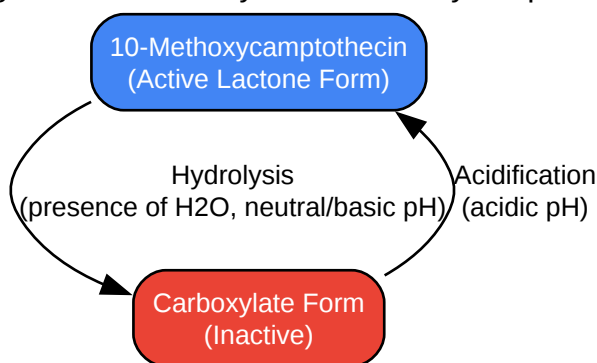 10-Methoxycamptothecin
(Active Lactone Form)
Hydrolysis
(presence of H2O, neutral/basic pH)
Acidification
(acidic pH)
Carboxylate Form
(Inactive)